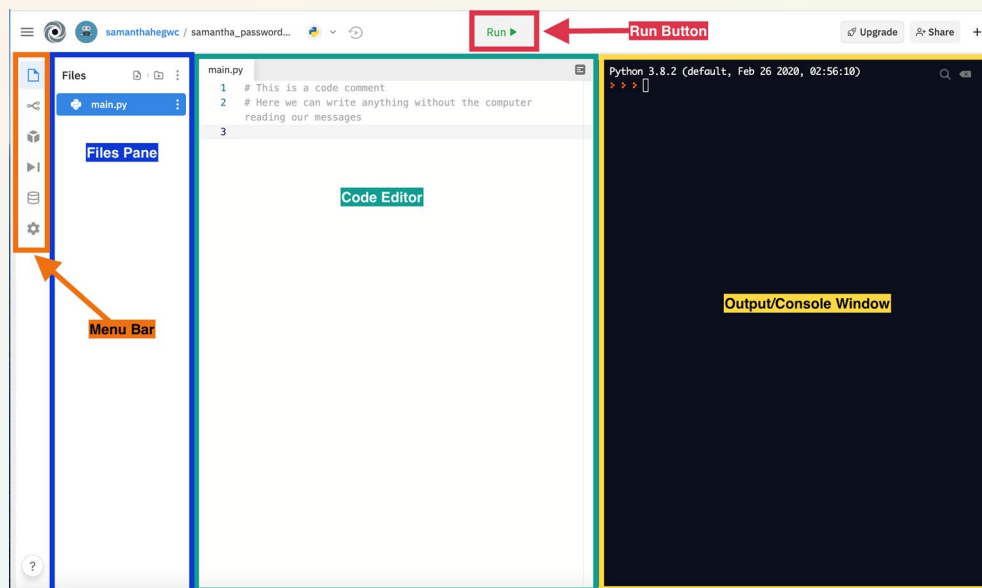 samanthahegwc / samantha_password...
Run
Run Button
Upgrade
Share
Files
main.py
Files Pane
Menu Bar
main.py
1 # This is a code comment
2 # Here we can write anything without the computer
reading our messages
3
Code Editor
Python 3.8.2 (default, Feb 26 2020, 02:56:10)
> > >
Output/Console Window
?